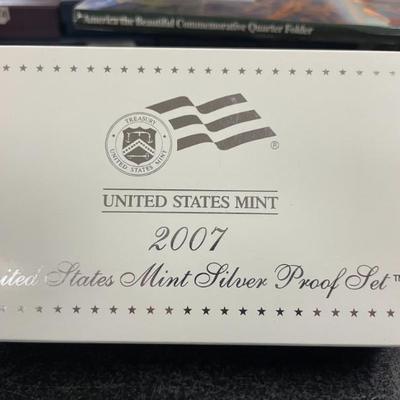 America the Beautiful Commemorative Quarter Folder
TREASURY
UNITED STATES MINT
®
UNITED STATES MINT
2007
ited States Mint Silver Proof Set™